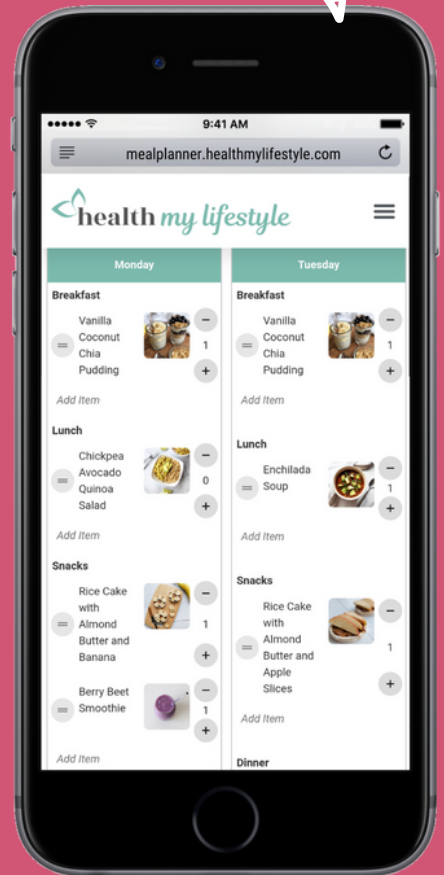 9:41 AM
mealplanner.healthmylifestyle.com
health my lifestyle
Monday
Breakfast
Vanilla
Coconut
Chia
Pudding
1
Add Item
Lunch
Chickpea
Avocado
Quinoa
Salad
0
Add Item
Snacks
Rice Cake
with
Almond
Butter and
Banana
1
Berry Beet
Smoothie
1
Add Item
Tuesday
Breakfast
Vanilla
Coconut
Chia
Pudding
1
Add Item
Lunch
Enchilada
Soup
1
Add Item
Snacks
Rice Cake
with
Almond
Butter and
Apple
Slices
1
Add Item
Dinner